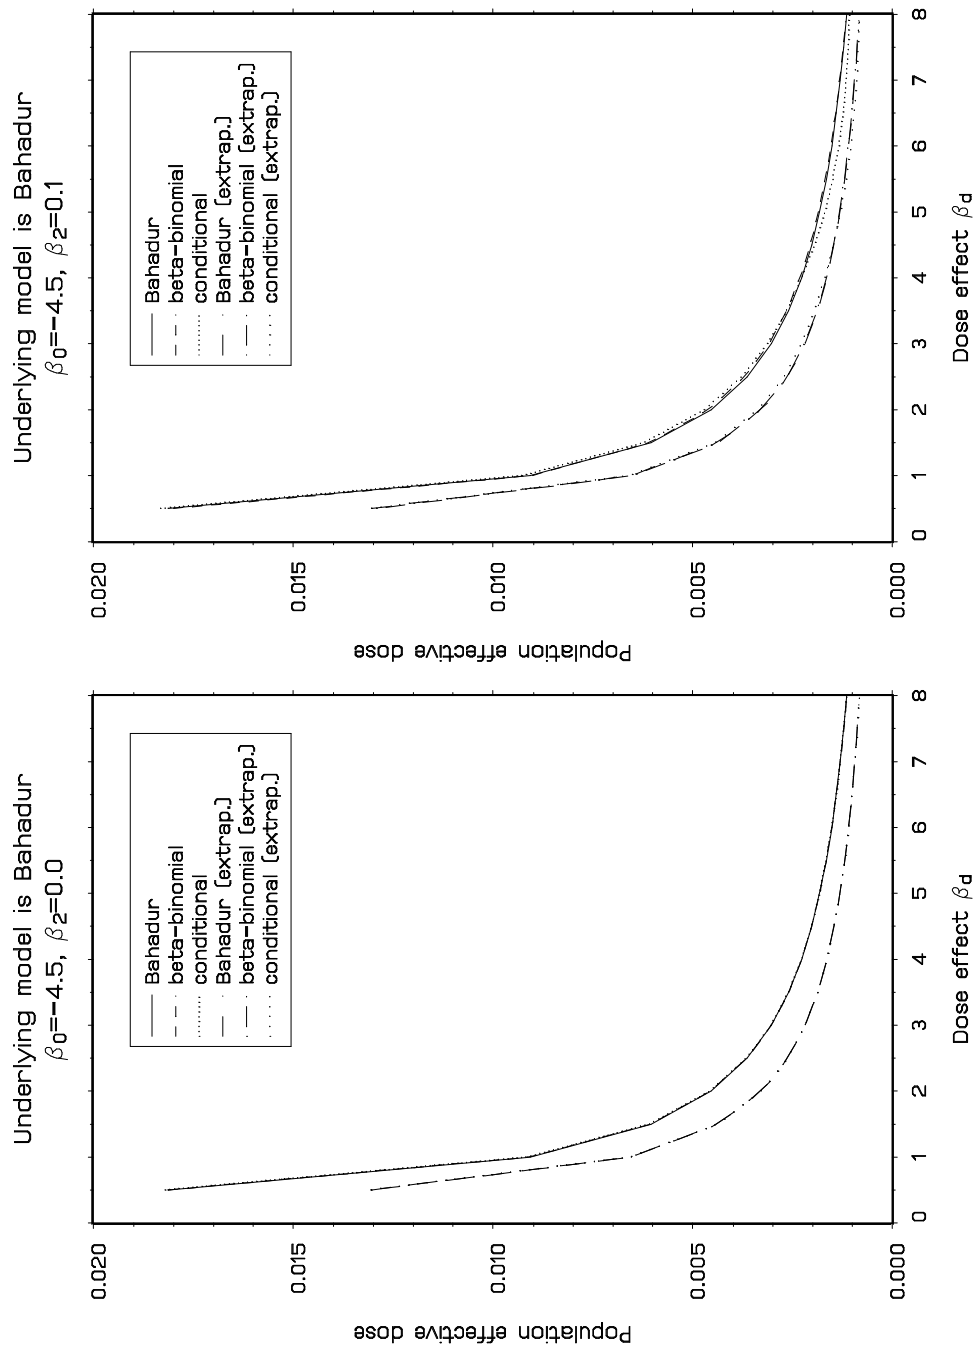 Underlying model is Bahadur
β0=-4.5, β2=0.0
Population effective dose
0.020
0.015
0.010
0.005
0.000
Bahadur
beta-binomial
conditional
Bahadur (extrap.)
beta-binomial (extrap.)
conditional (extrap.)
0 1 2 3 4 5 6 7 8
Dose effect βd
Underlying model is Bahadur
β0=-4.5, β2=0.1
Population effective dose
0.020
0.015
0.010
0.005
0.000
Bahadur
beta-binomial
conditional
Bahadur (extrap.)
beta-binomial (extrap.)
conditional (extrap.)
0 1 2 3 4 5 6 7 8
Dose effect βd